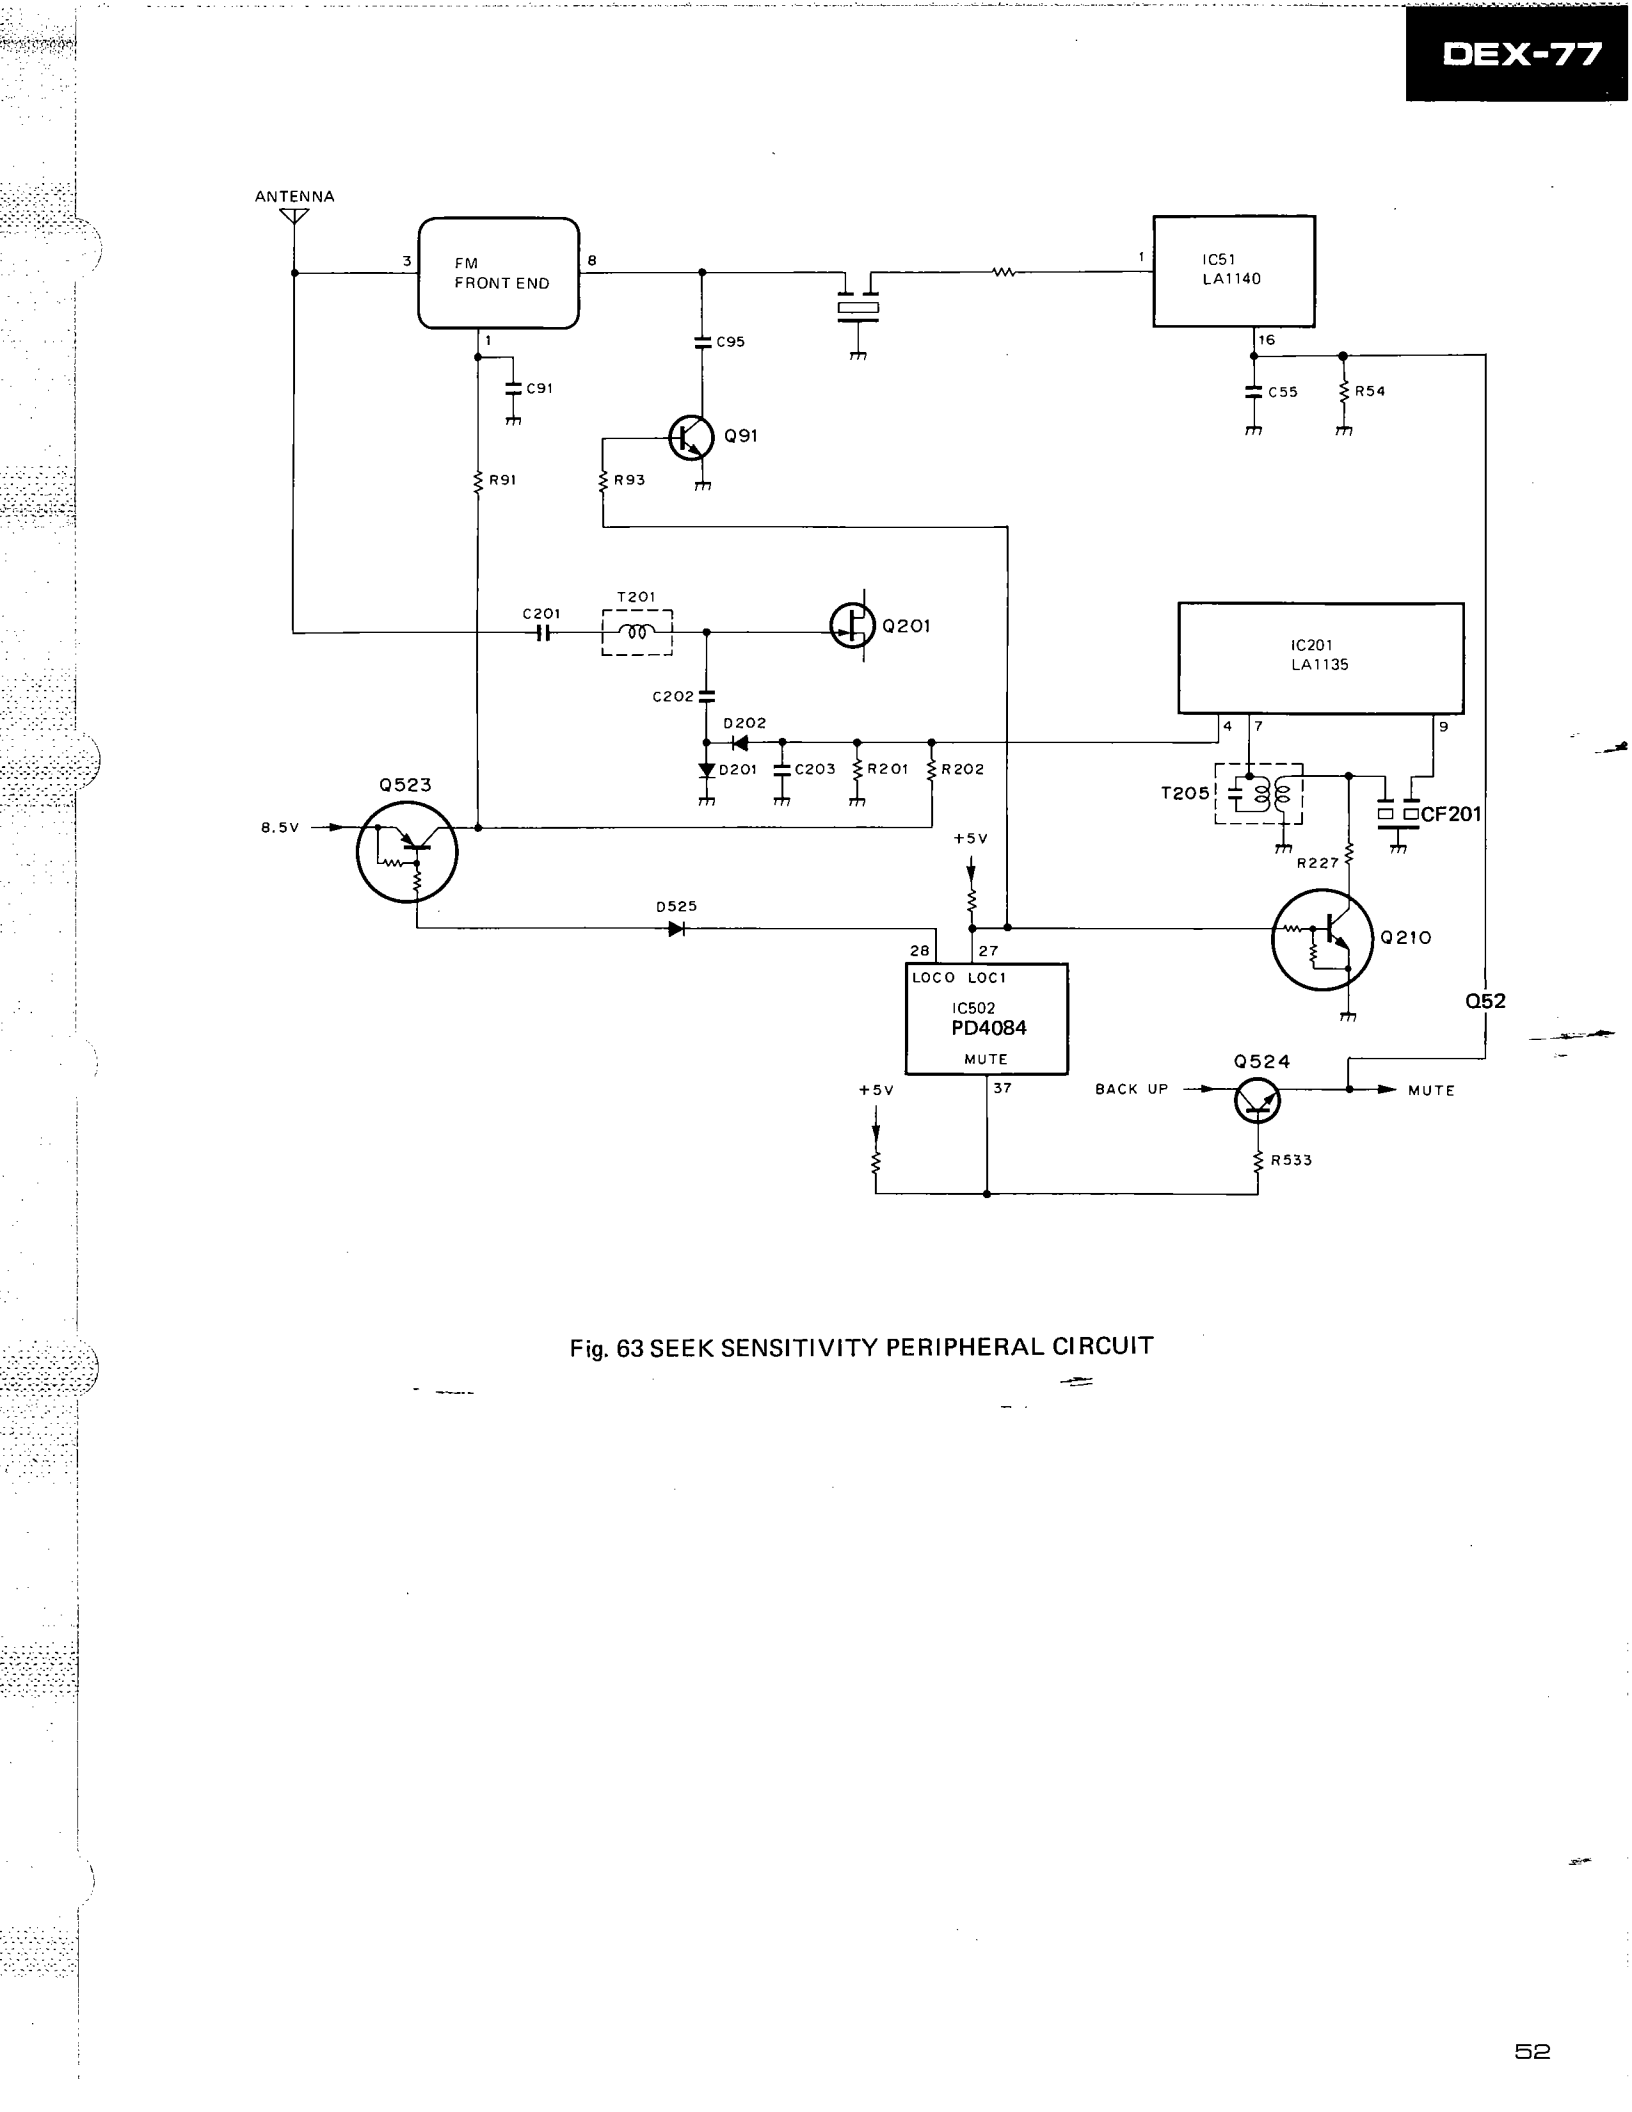 DEX-77
ANTENNA
3
FM
FRONT END
8
1
IC51
LA1140
1
C91
C95
16
C55
R54
Q91
R91
R93
C201
T201
Q201
IC201
LA1135
C202
D202
4
7
9
D201
C203
R201
R202
Q523
T205
CF201
8.5V
+5V
R227
D525
28
27
Q210
LOC0 LOC1
IC502
PD4084
MUTE
Q52
Q524
+5V
37
BACK UP
MUTE
R533
Fig. 63 SEEK SENSITIVITY PERIPHERAL CIRCUIT
52